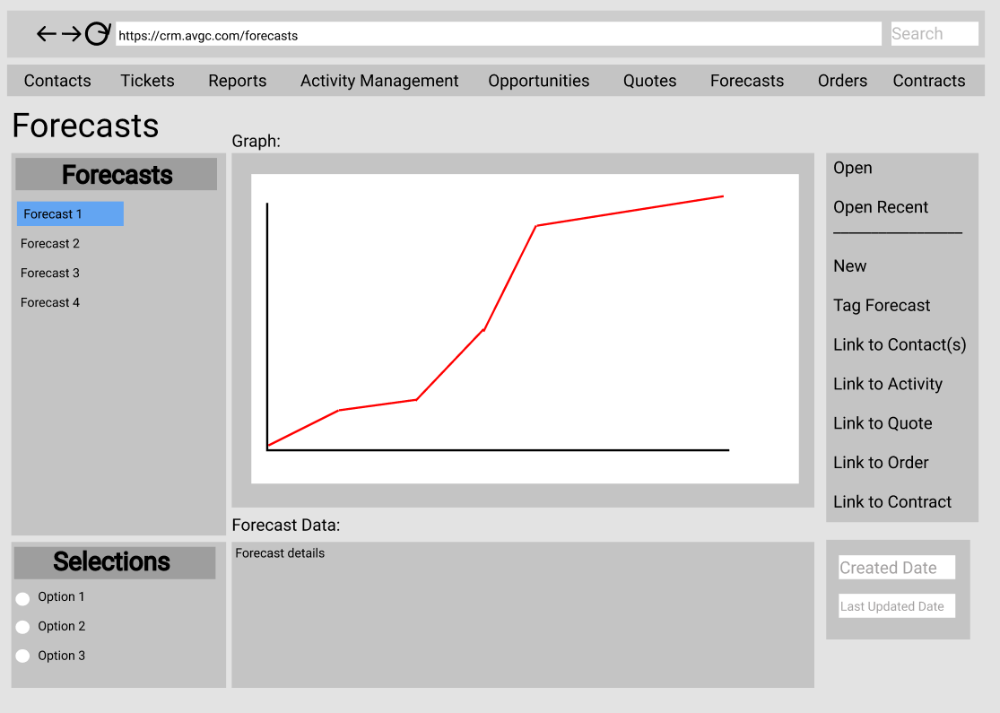 https://crm.avgc.com/forecasts
Search
Contacts Tickets Reports Activity Management Opportunities Quotes Forecasts Orders Contracts
Forecasts
Graph:
Forecasts
Forecast 1
Forecast 2
Forecast 3
Forecast 4
Open
Open Recent
New
Tag Forecast
Link to Contact(s)
Link to Activity
Link to Quote
Link to Order
Link to Contract
Forecast Data:
Forecast details
Selections
Option 1
Option 2
Option 3
Created Date
Last Updated Date